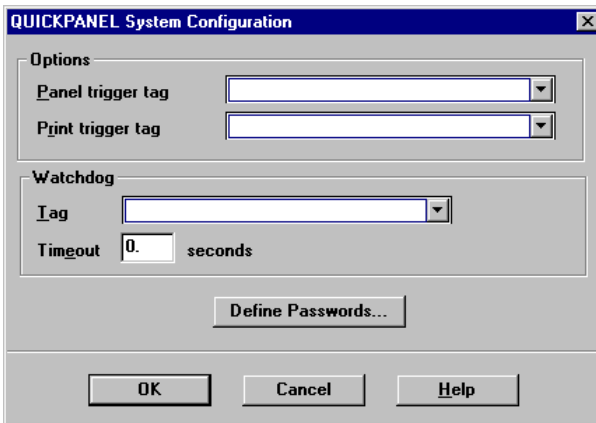 QUICKPANEL System Configuration
Options
Panel trigger tag
Print trigger tag
Watchdog
Tag
Timeout 0. seconds
Define Passwords...
OK Cancel Help